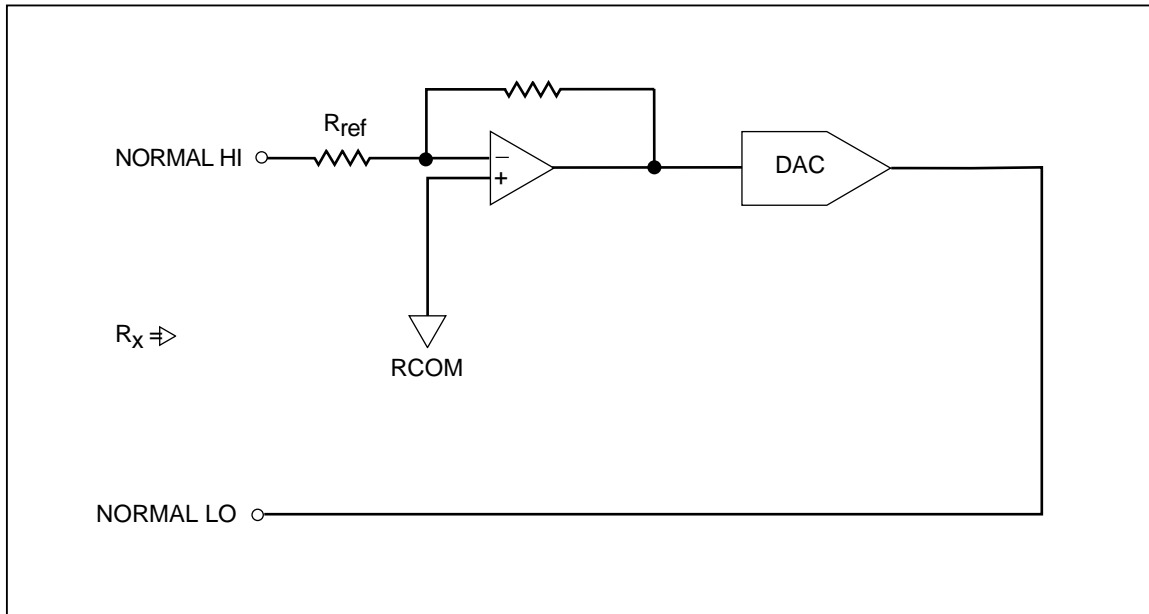 Rref
NORMAL HI
−
+
DAC
Rx
RCOM
NORMAL LO